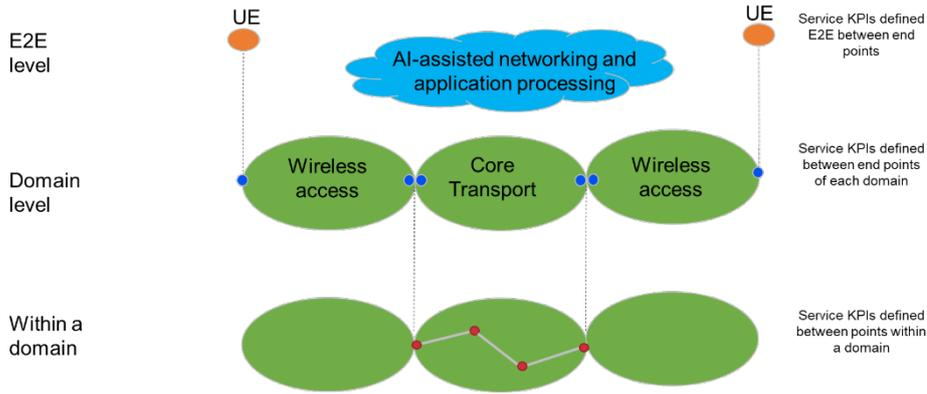 UE
UE
E2E
level
AI-assisted networking and
application processing
Service KPIs defined
E2E between end
points
Domain
level
Wireless
access
Core
Transport
Wireless
access
Service KPIs defined
between end points
of each domain
Within a
domain
Service KPIs defined
between points within
a domain